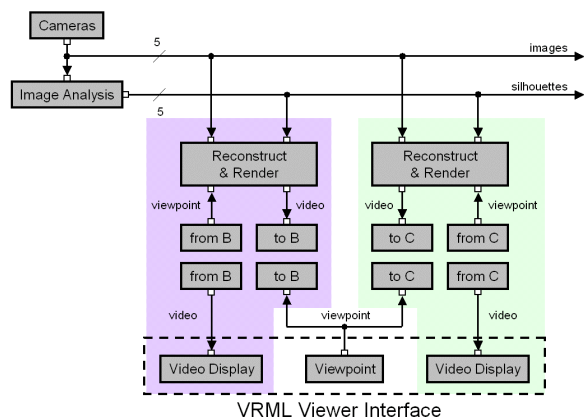 Cameras
5
images
Image Analysis
5
silhouettes
Reconstruct
& Render
Reconstruct
& Render
viewpoint
video
video
viewpoint
from B
to B
to C
from C
from B
to B
to C
from C
video
viewpoint
video
Video Display
Viewpoint
Video Display
VRML Viewer Interface